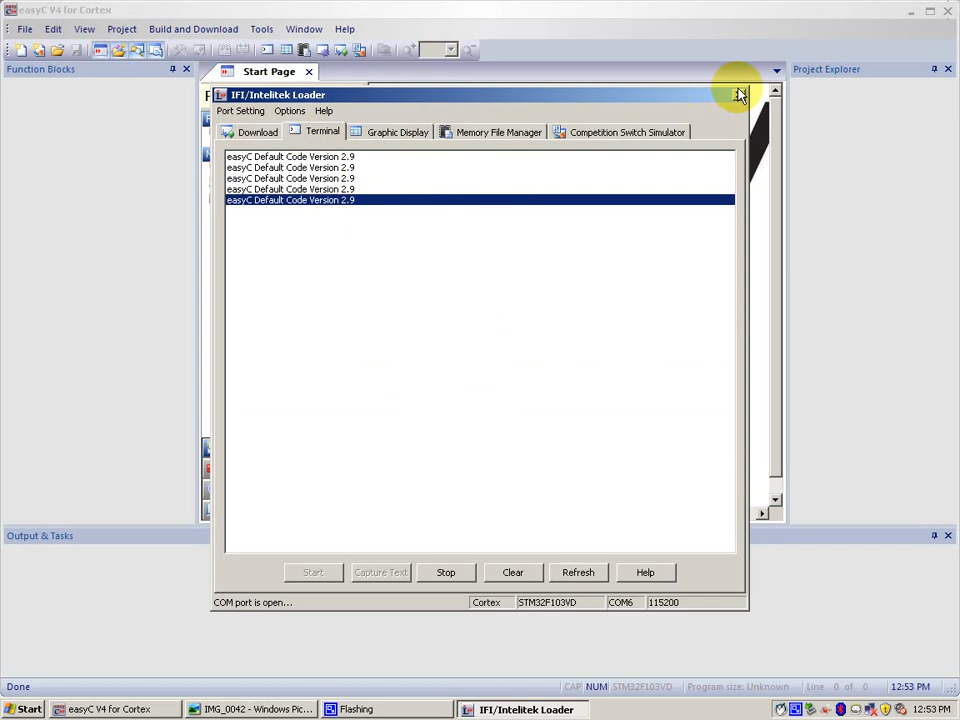 easyC V4 for Cortex
File Edit View Project Build and Download Tools Window Help
Function Blocks
Start Page
Project Explorer
IFI/Intelitek Loader
Port Setting Options Help
Download Terminal Graphic Display Memory File Manager Competition Switch Simulator
easyC Default Code Version 2.9
easyC Default Code Version 2.9
easyC Default Code Version 2.9
easyC Default Code Version 2.9
easyC Default Code Version 2.9
Output & Tasks
Start Capture Text Stop Clear Refresh Help
COM port is open... Cortex STM32F103VD COM6 115200
Done CAP NUM STM32F103VD Program size: Unknown Line 0 of 0 12:53 PM
Start easyC V4 for Cortex IMG_0042 - Windows Pic... Flashing IFI/Intelitek Loader 12:53 PM